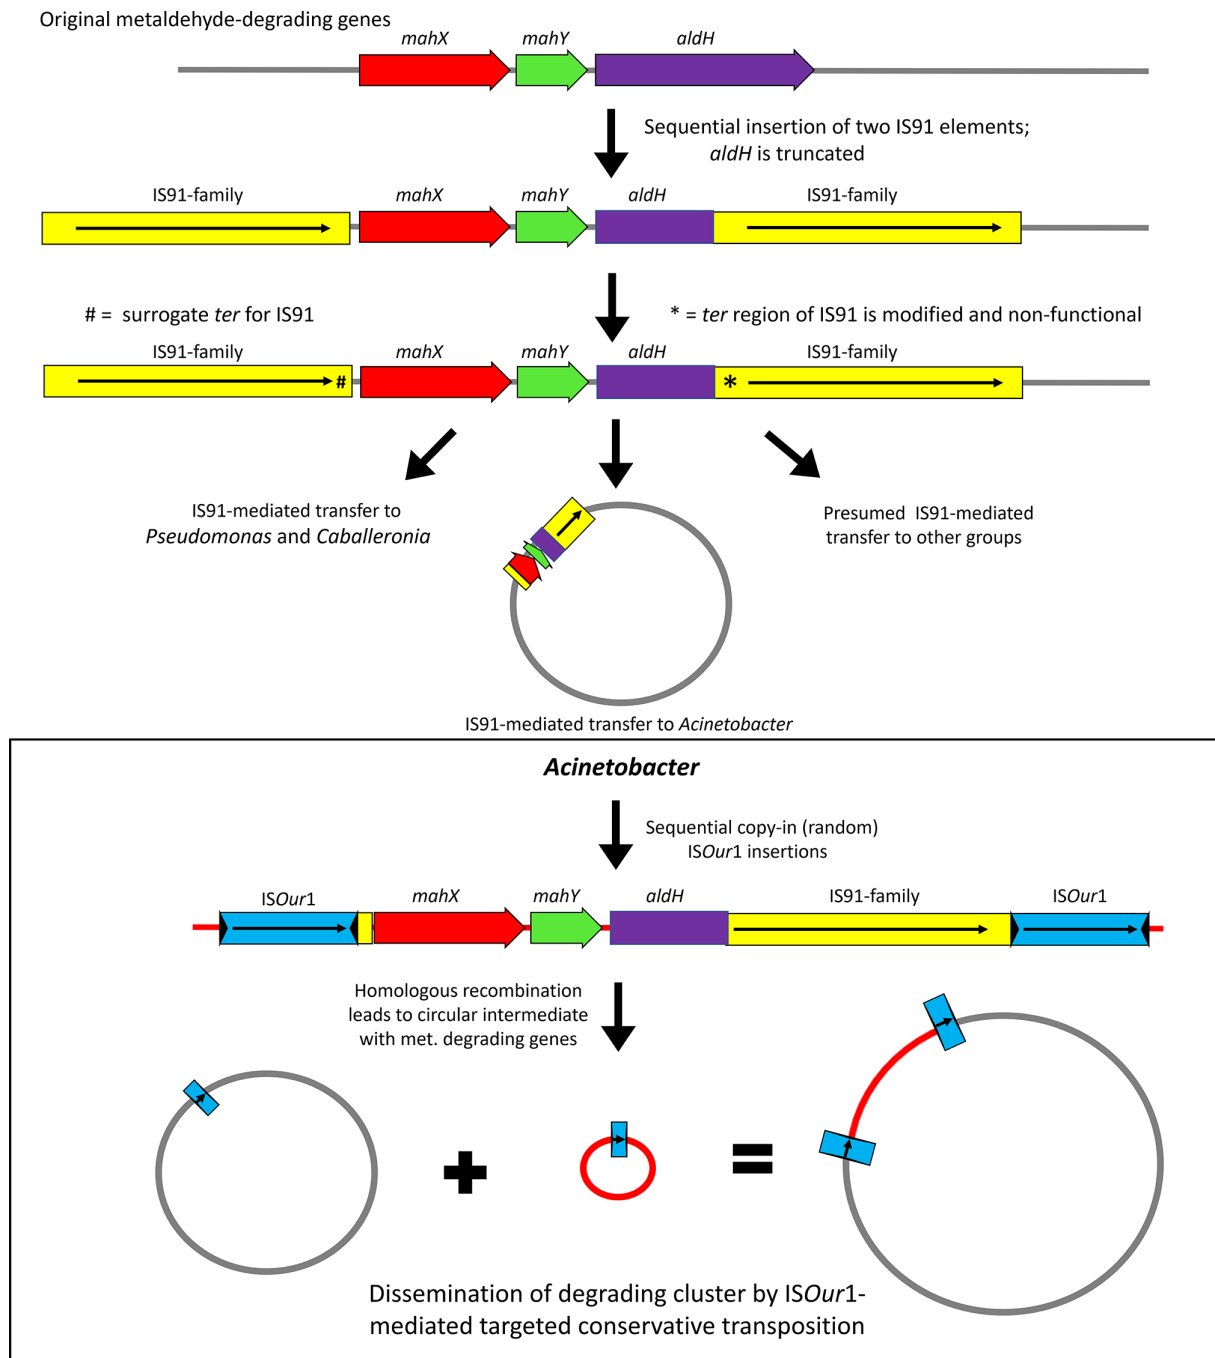 Original metaldehyde-degrading genes
mahX mahY aldH
Sequential insertion of two IS91 elements;
aldH is truncated
IS91-family mahX mahY aldH IS91-family
# = surrogate ter for IS91
* = ter region of IS91 is modified and non-functional
IS91-family mahX mahY aldH IS91-family
# *
IS91-mediated transfer to
Pseudomonas and Caballeronia
Presumed IS91-mediated
transfer to other groups
IS91-mediated transfer to Acinetobacter
Acinetobacter
Sequential copy-in (random)
ISOur1 insertions
ISOur1 mahX mahY aldH IS91-family ISOur1
Homologous recombination
leads to circular intermediate
with met. degrading genes
+ =
Dissemination of degrading cluster by ISOur1-
mediated targeted conservative transposition